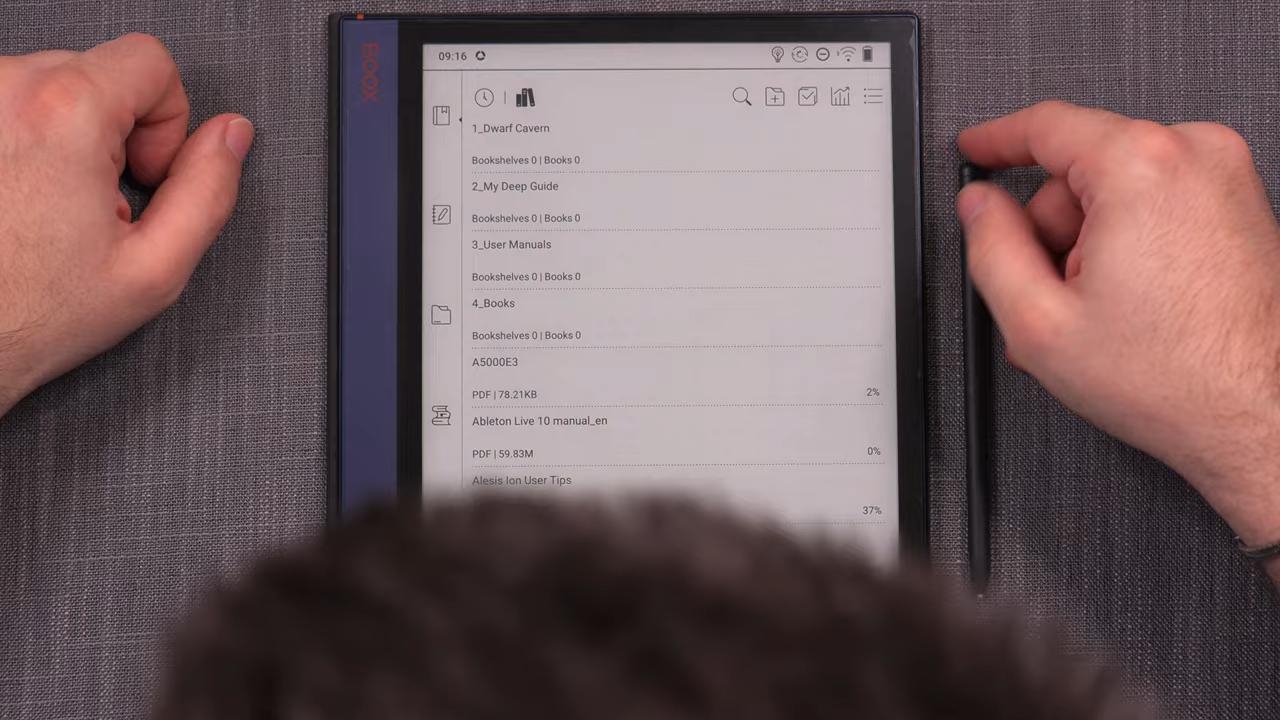 BOOX
09:16
1_Dwarf Cavern
Bookshelves 0 | Books 0
2_My Deep Guide
Bookshelves 0 | Books 0
3_User Manuals
Bookshelves 0 | Books 0
4_Books
Bookshelves 0 | Books 0
A5000E3
PDF | 78.21KB 2%
Ableton Live 10 manual_en
PDF | 59.83M 0%
Alesis Ion User Tips
37%